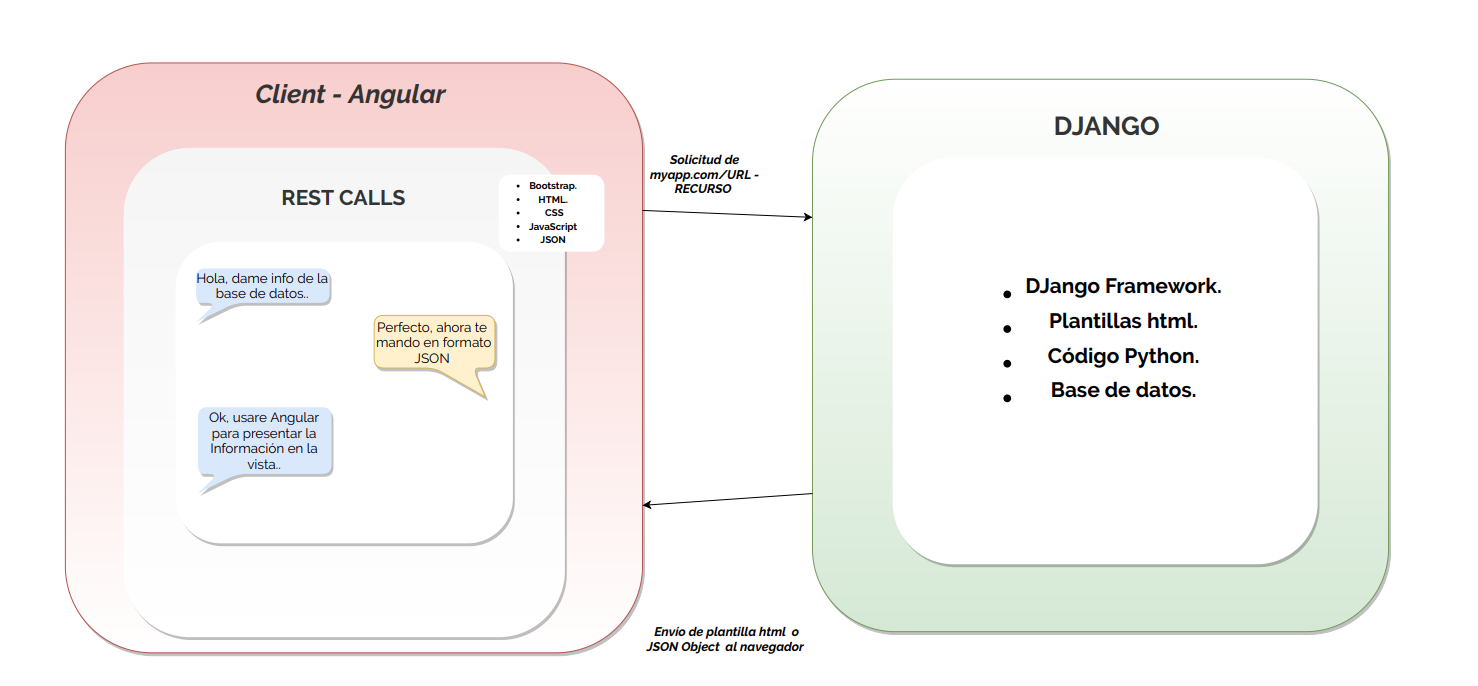 Client - Angular
REST CALLS
• Bootstrap.
• HTML.
• CSS
• JavaScript
• JSON
Hola, dame info de la
base de datos..
Perfecto, ahora te
mando en formato
JSON
Ok, usare Angular
para presentar la
Información en la
vista..
Solicitud de
myapp.com/URL -
RECURSO
Envío de plantilla html o
JSON Object al navegador
DJANGO
• DJango Framework.
• Plantillas html.
• Código Python.
• Base de datos.